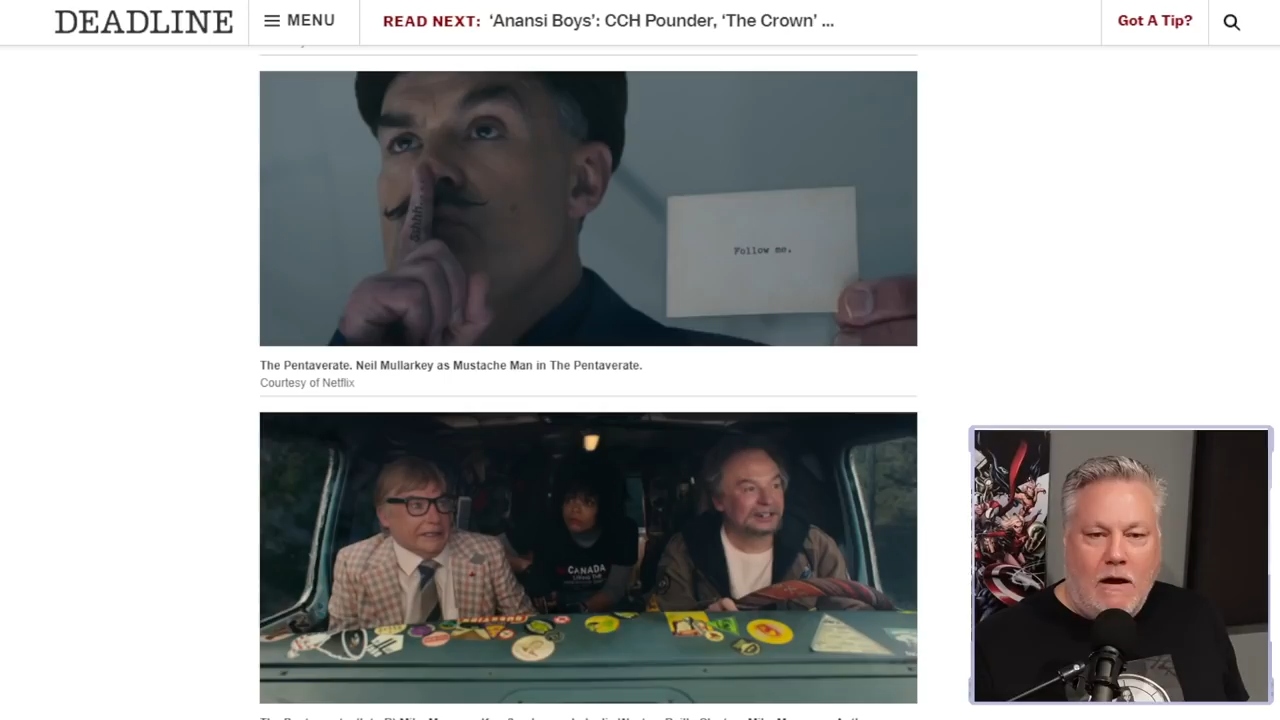 DEADLINE
MENU
READ NEXT: ‘Anansi Boys’: CCH Pounder, ‘The Crown’ ...
Got A Tip?
Shhh...
Follow me.
The Pentaverate. Neil Mullarkey as Mustache Man in The Pentaverate.
Courtesy of Netflix
CANADA